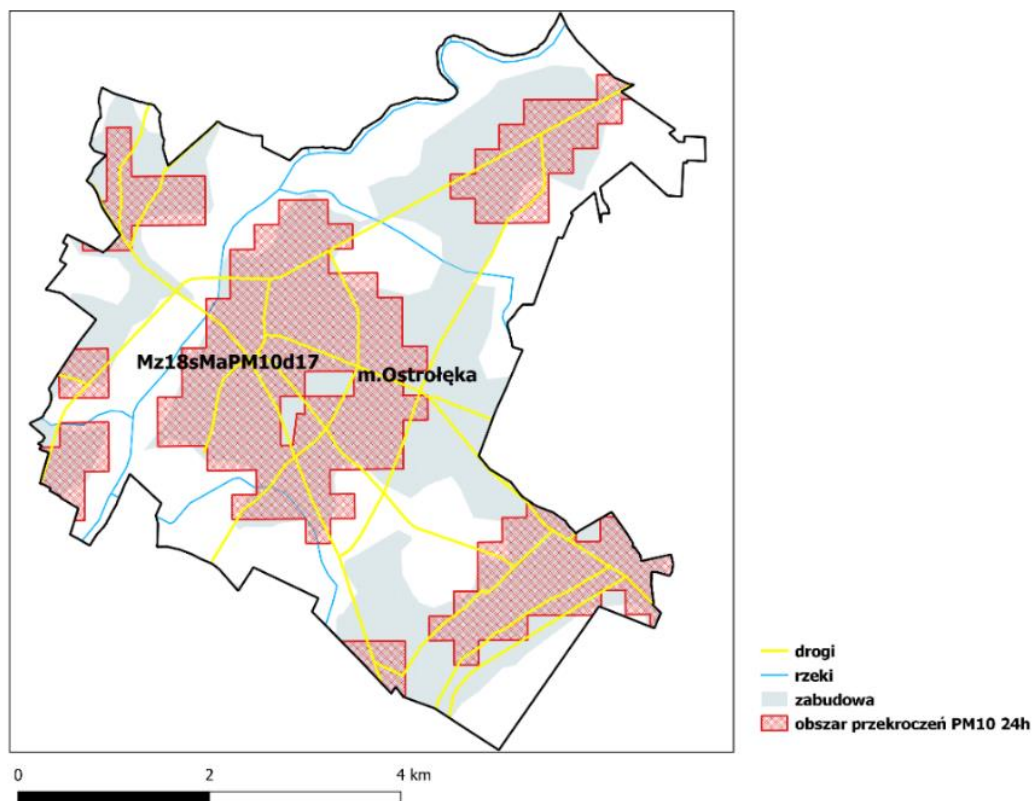 Mz18sMaPM10d17
m.Ostrołęka
drogi
rzeki
zabudowa
obszar przekroczeń PM10 24h
0 2 4 km